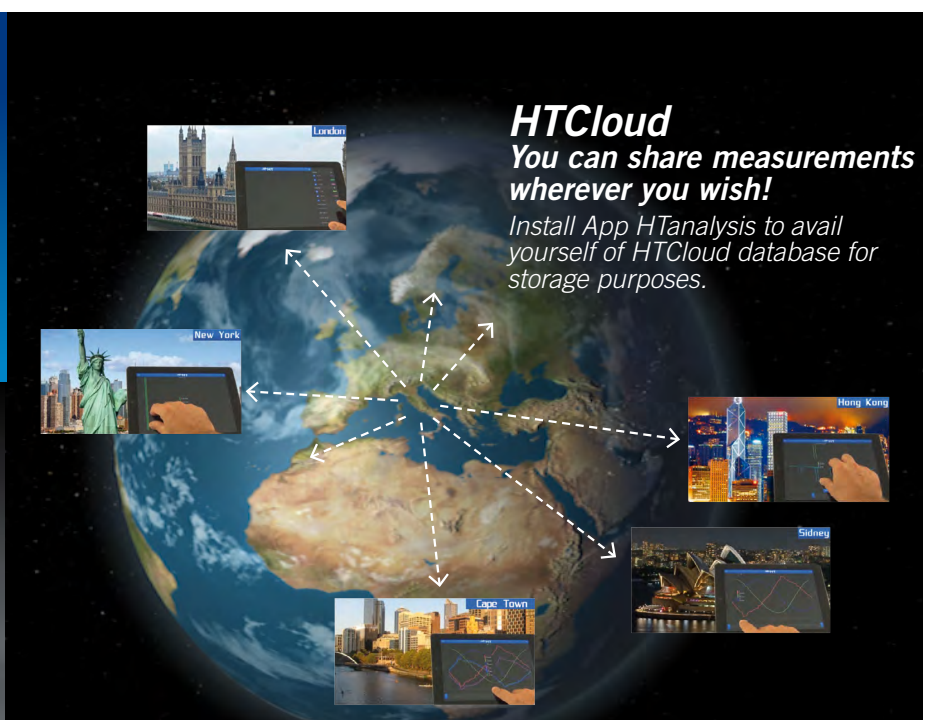 HTCloud
You can share measurements
wherever you wish!
Install App HTanalysis to avail
yourself of HTCloud database for
storage purposes.
London
New York
Hong Kong
Sidney
Cape Town